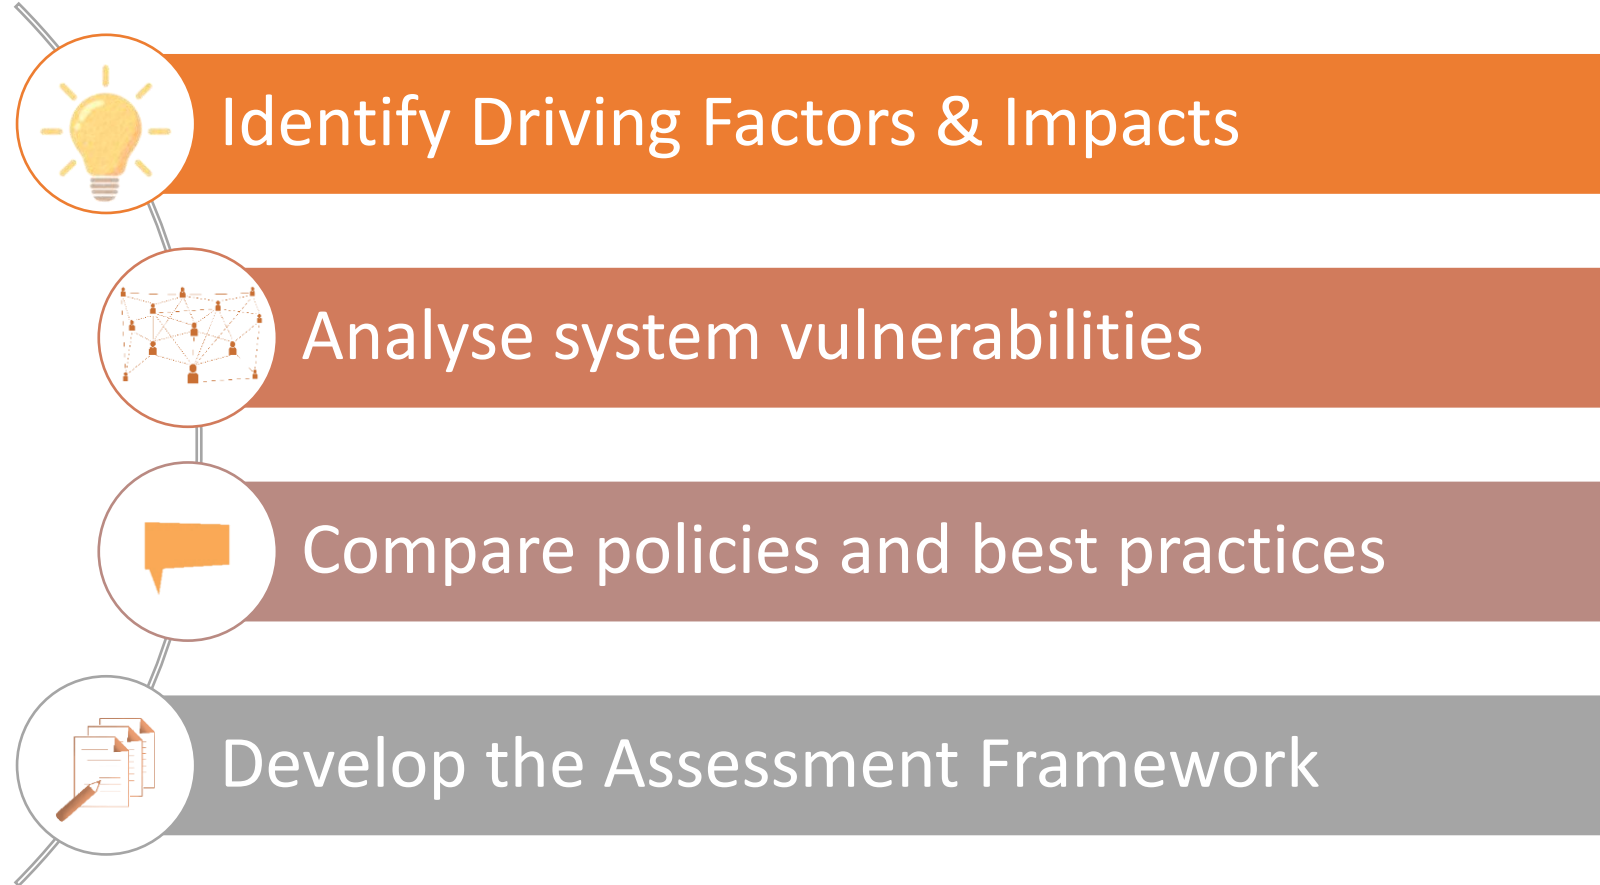 Identify Driving Factors & Impacts
Analyse system vulnerabilities
Compare policies and best practices
Develop the Assessment Framework